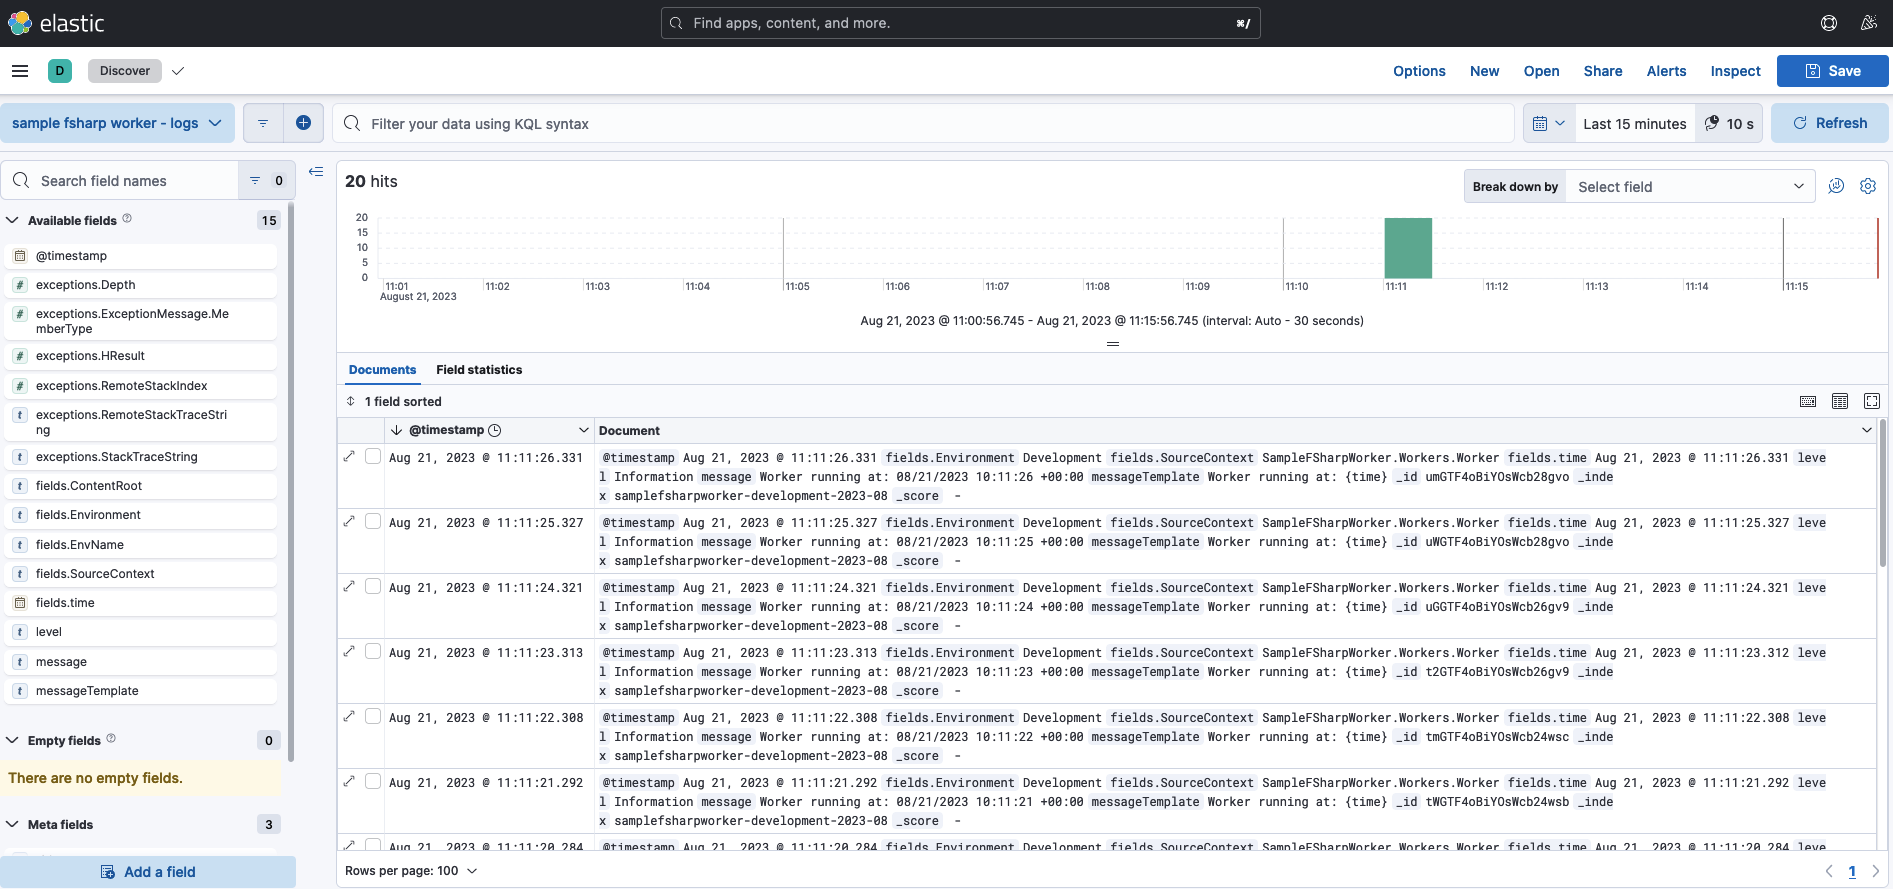 elastic
Find apps, content, and more.
⌘/
D
Discover
Options
New
Open
Share
Alerts
Inspect
Save
sample fsharp worker - logs
Filter your data using KQL syntax
Last 15 minutes
10 s
Refresh
Search field names
0
Available fields
15
@timestamp
# exceptions.Depth
# exceptions.ExceptionMessage.Me
mberType
# exceptions.HResult
# exceptions.RemoteStackIndex
t exceptions.RemoteStackTraceStri
ng
t exceptions.StackTraceString
t fields.ContentRoot
t fields.Environment
t fields.EnvName
t fields.SourceContext
fields.time
t level
t message
t messageTemplate
Empty fields
0
There are no empty fields.
Meta fields
3
Add a field
20 hits
Break down by
Select field
20
15
10
5
0
11:01
11:02
11:03
11:04
11:05
11:06
11:07
11:08
11:09
11:10
11:11
11:12
11:13
11:14
11:15
August 21, 2023
Aug 21, 2023 @ 11:00:56.745 - Aug 21, 2023 @ 11:15:56.745 (interval: Auto - 30 seconds)
Documents
Field statistics
1 field sorted
@timestamp
Document
Aug 21, 2023 @ 11:11:26.331
@timestamp Aug 21, 2023 @ 11:11:26.331 fields.Environment Development fields.SourceContext SampleFSharpWorker.Workers.Worker fields.time Aug 21, 2023 @ 11:11:26.331 leve
l Information message Worker running at: 08/21/2023 10:11:26 +00:00 messageTemplate Worker running at: {time} _id umGTF4oBiYOsWcb28gvo _inde
x samplefsharpworker-development-2023-08 _score -
Aug 21, 2023 @ 11:11:25.327
@timestamp Aug 21, 2023 @ 11:11:25.327 fields.Environment Development fields.SourceContext SampleFSharpWorker.Workers.Worker fields.time Aug 21, 2023 @ 11:11:25.327 leve
l Information message Worker running at: 08/21/2023 10:11:25 +00:00 messageTemplate Worker running at: {time} _id uWGTF4oBiYOsWcb28gvo _inde
x samplefsharpworker-development-2023-08 _score -
Aug 21, 2023 @ 11:11:24.321
@timestamp Aug 21, 2023 @ 11:11:24.321 fields.Environment Development fields.SourceContext SampleFSharpWorker.Workers.Worker fields.time Aug 21, 2023 @ 11:11:24.321 leve
l Information message Worker running at: 08/21/2023 10:11:24 +00:00 messageTemplate Worker running at: {time} _id uGGTF4oBiYOsWcb26gv9 _inde
x samplefsharpworker-development-2023-08 _score -
Aug 21, 2023 @ 11:11:23.313
@timestamp Aug 21, 2023 @ 11:11:23.313 fields.Environment Development fields.SourceContext SampleFSharpWorker.Workers.Worker fields.time Aug 21, 2023 @ 11:11:23.312 leve
l Information message Worker running at: 08/21/2023 10:11:23 +00:00 messageTemplate Worker running at: {time} _id t2GTF4oBiYOsWcb26gv9 _inde
x samplefsharpworker-development-2023-08 _score -
Aug 21, 2023 @ 11:11:22.308
@timestamp Aug 21, 2023 @ 11:11:22.308 fields.Environment Development fields.SourceContext SampleFSharpWorker.Workers.Worker fields.time Aug 21, 2023 @ 11:11:22.308 leve
l Information message Worker running at: 08/21/2023 10:11:22 +00:00 messageTemplate Worker running at: {time} _id tmGTF4oBiYOsWcb24wsc _inde
x samplefsharpworker-development-2023-08 _score -
Aug 21, 2023 @ 11:11:21.292
@timestamp Aug 21, 2023 @ 11:11:21.292 fields.Environment Development fields.SourceContext SampleFSharpWorker.Workers.Worker fields.time Aug 21, 2023 @ 11:11:21.292 leve
l Information message Worker running at: 08/21/2023 10:11:21 +00:00 messageTemplate Worker running at: {time} _id tWGTF4oBiYOsWcb24wsb _inde
x samplefsharpworker-development-2023-08 _score -
Aug 21, 2023 @ 11:11:20.284
@timestamp Aug 21, 2023 @ 11:11:20.284 fields.Environment Development fields.SourceContext SampleFSharpWorker.Workers.Worker fields.time Aug 21, 2023 @ 11:11:20.284 leve
Rows per page: 100
1